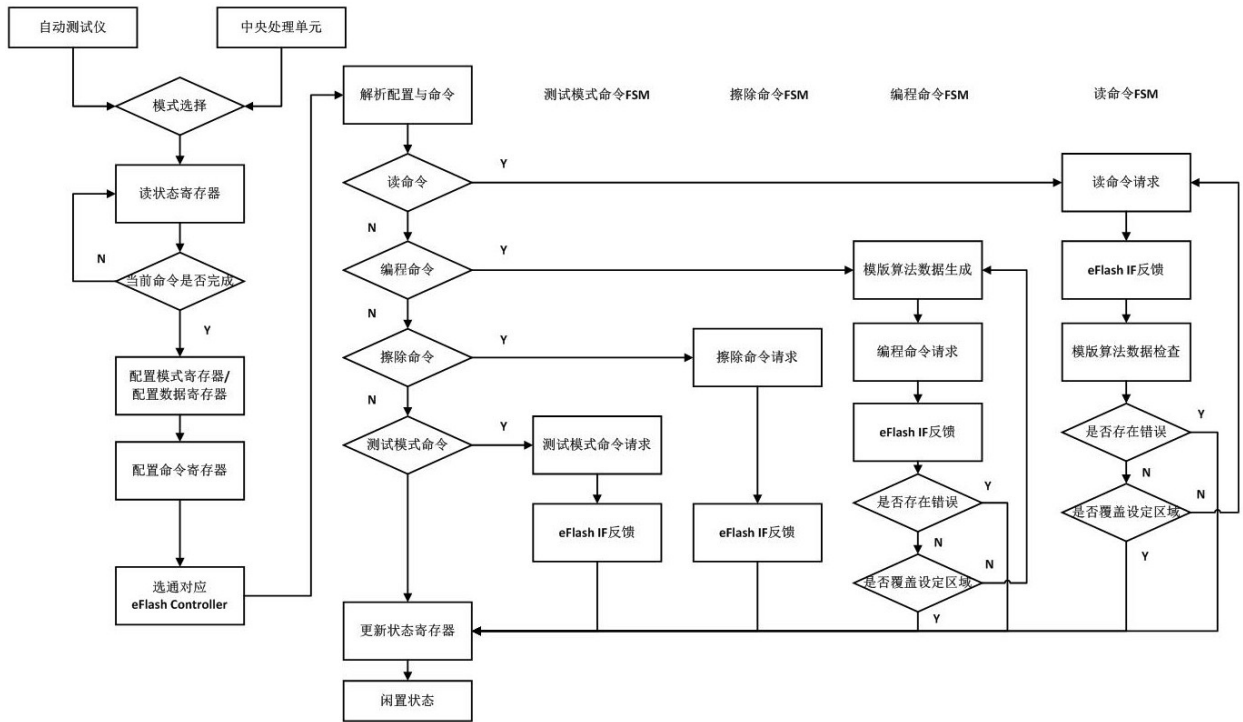 自动测试仪
中央处理单元
模式选择
读状态寄存器
N
当前命令是否完成
Y
配置模式寄存器/
配置数据寄存器
配置命令寄存器
选通对应
eFlash Controller
解析配置与命令
测试模式命令FSM
擦除命令FSM
编程命令FSM
读命令FSM
读命令
Y
N
编程命令
Y
N
擦除命令
Y
N
测试模式命令
Y
测试模式命令请求
eFlash IF反馈
擦除命令请求
eFlash IF反馈
模版算法数据生成
编程命令请求
eFlash IF反馈
是否存在错误
Y
N
是否覆盖设定区域
N
Y
读命令请求
eFlash IF反馈
模版算法数据检查
是否存在错误
Y
N
是否覆盖设定区域
N
Y
更新状态寄存器
闲置状态